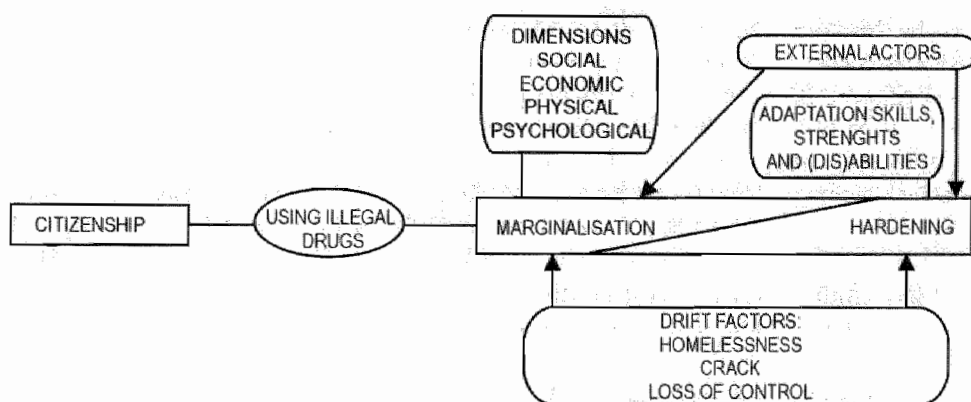 DIMENSIONS
SOCIAL
ECONOMIC
PHYSICAL
PSYCHOLOGICAL
EXTERNAL ACTORS
ADAPTATION SKILLS,
STRENGHTS
AND (DIS)ABILITIES
CITIZENSHIP
USING ILLEGAL
DRUGS
MARGINALISATION
HARDENING
DRIFT FACTORS:
HOMELESSNESS
CRACK
LOSS OF CONTROL